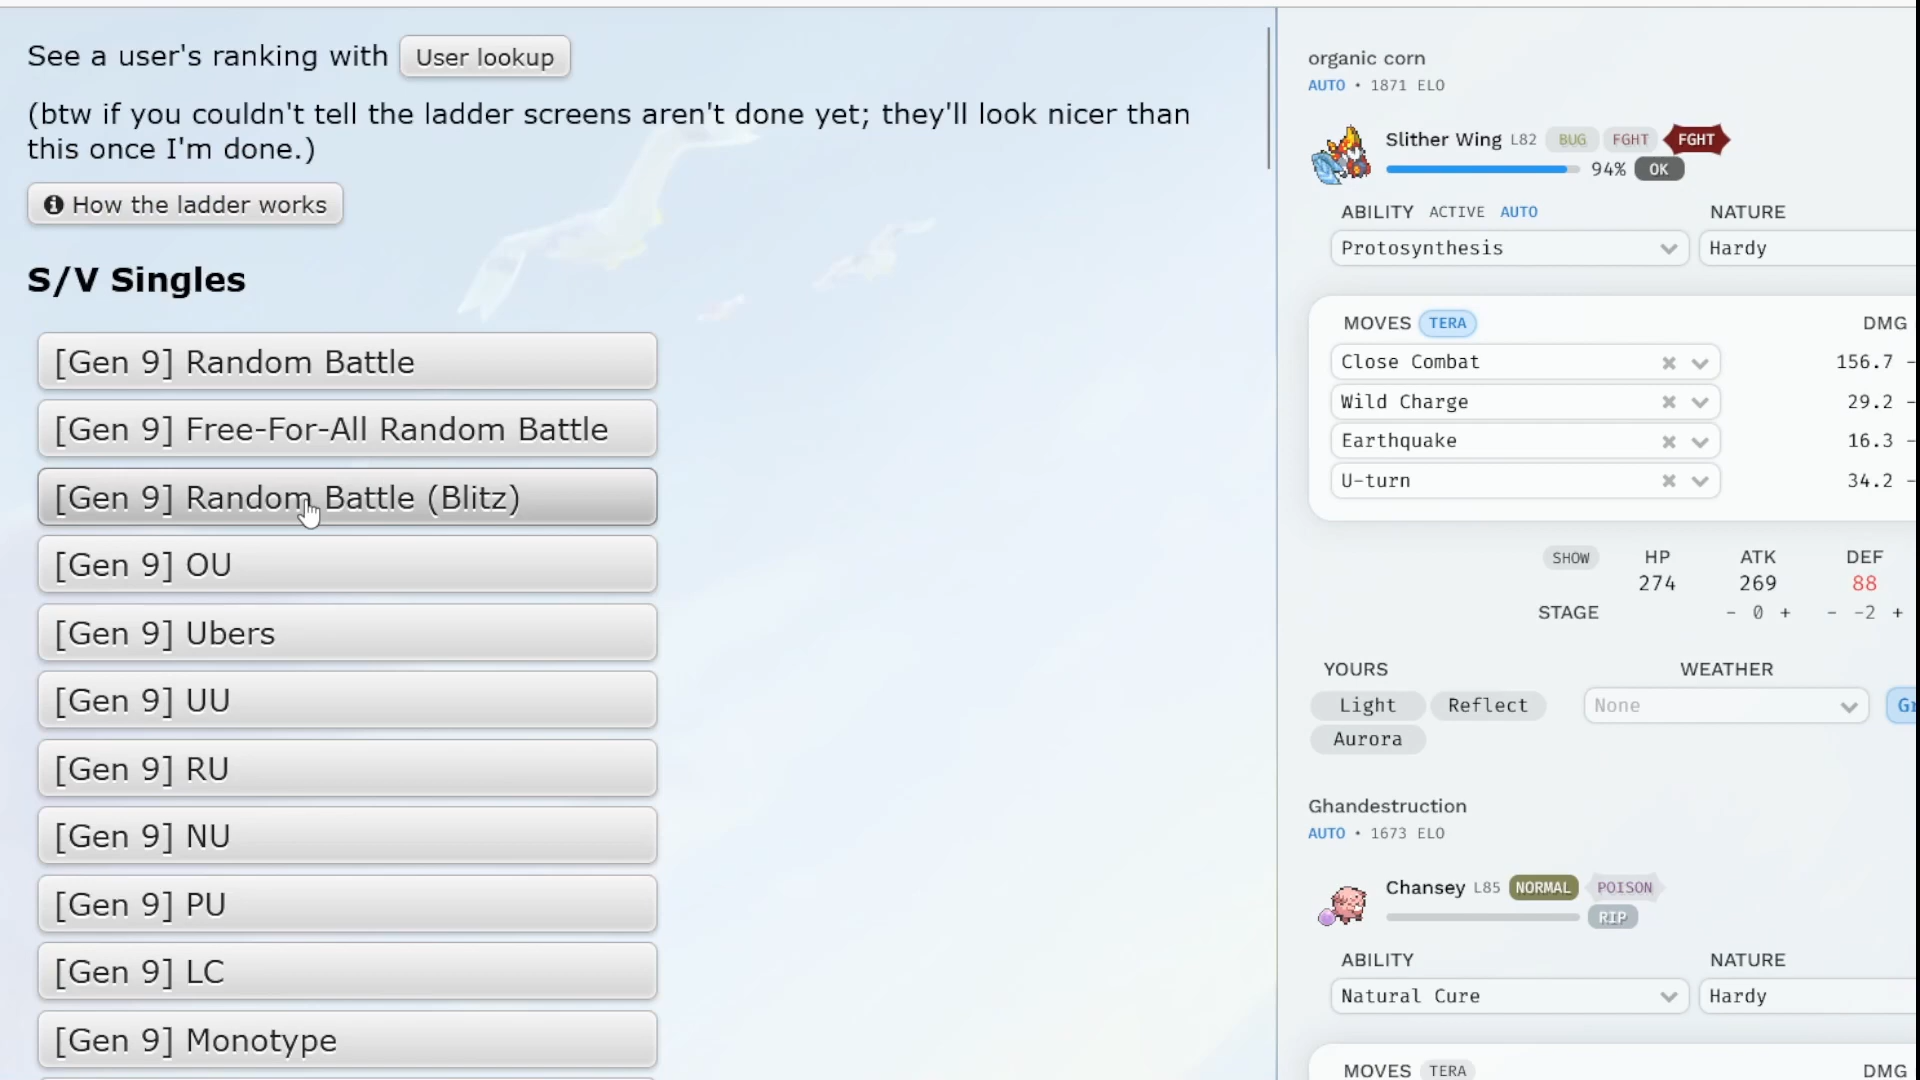 See a user's ranking with User lookup
(btw if you couldn't tell the ladder screens aren't done yet; they'll look nicer than
this once I'm done.)
How the ladder works
S/V Singles
[Gen 9] Random Battle
[Gen 9] Free-For-All Random Battle
[Gen 9] Random Battle (Blitz)
[Gen 9] OU
[Gen 9] Ubers
[Gen 9] UU
[Gen 9] RU
[Gen 9] NU
[Gen 9] PU
[Gen 9] LC
[Gen 9] Monotype
organic corn
AUTO • 1871 ELO
Slither Wing L82 BUG FGHT FGHT
94% OK
ABILITY ACTIVE AUTO NATURE
Protosynthesis Hardy
MOVES TERA DMG
Close Combat 156.7 -
Wild Charge 29.2 -
Earthquake 16.3 -
U-turn 34.2 -
SHOW HP ATK DEF
274 269 88
STAGE - 0 + - -2 +
YOURS WEATHER
Light Reflect None Gr
Aurora
Ghandestruction
AUTO • 1673 ELO
Chansey L85 NORMAL POISON
RIP
ABILITY NATURE
Natural Cure Hardy
MOVES TERA DMG